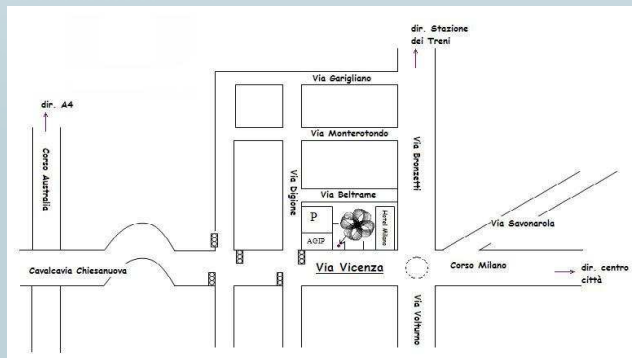 dir. Stazione
dei Treni
Via Garigliano
dir. A4
Via Monterotondo
Corso Australia
Via Digione
Via Bronzetti
Via Beltrame
P
Hotel Milano
Via Savonarola
AGIP
Cavalcavia Chiesanuova
Via Vicenza
Corso Milano
dir. centro
città
Via Volturno